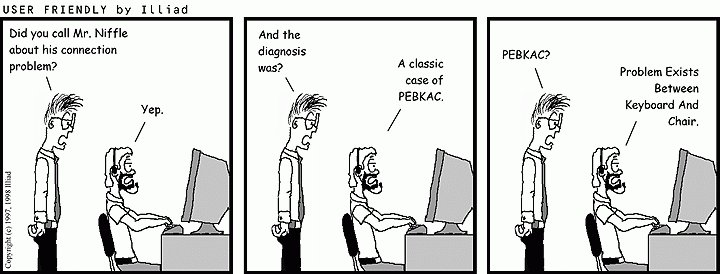 USER FRIENDLY by Illiad
Did you call Mr. Niffle
about his connection
problem?
Yep.
Copyright (c) 1997, 1998 Illiad
And the
diagnosis
was?
A classic
case of
PEBKAC.
PEBKAC?
Problem Exists
Between
Keyboard And
Chair.